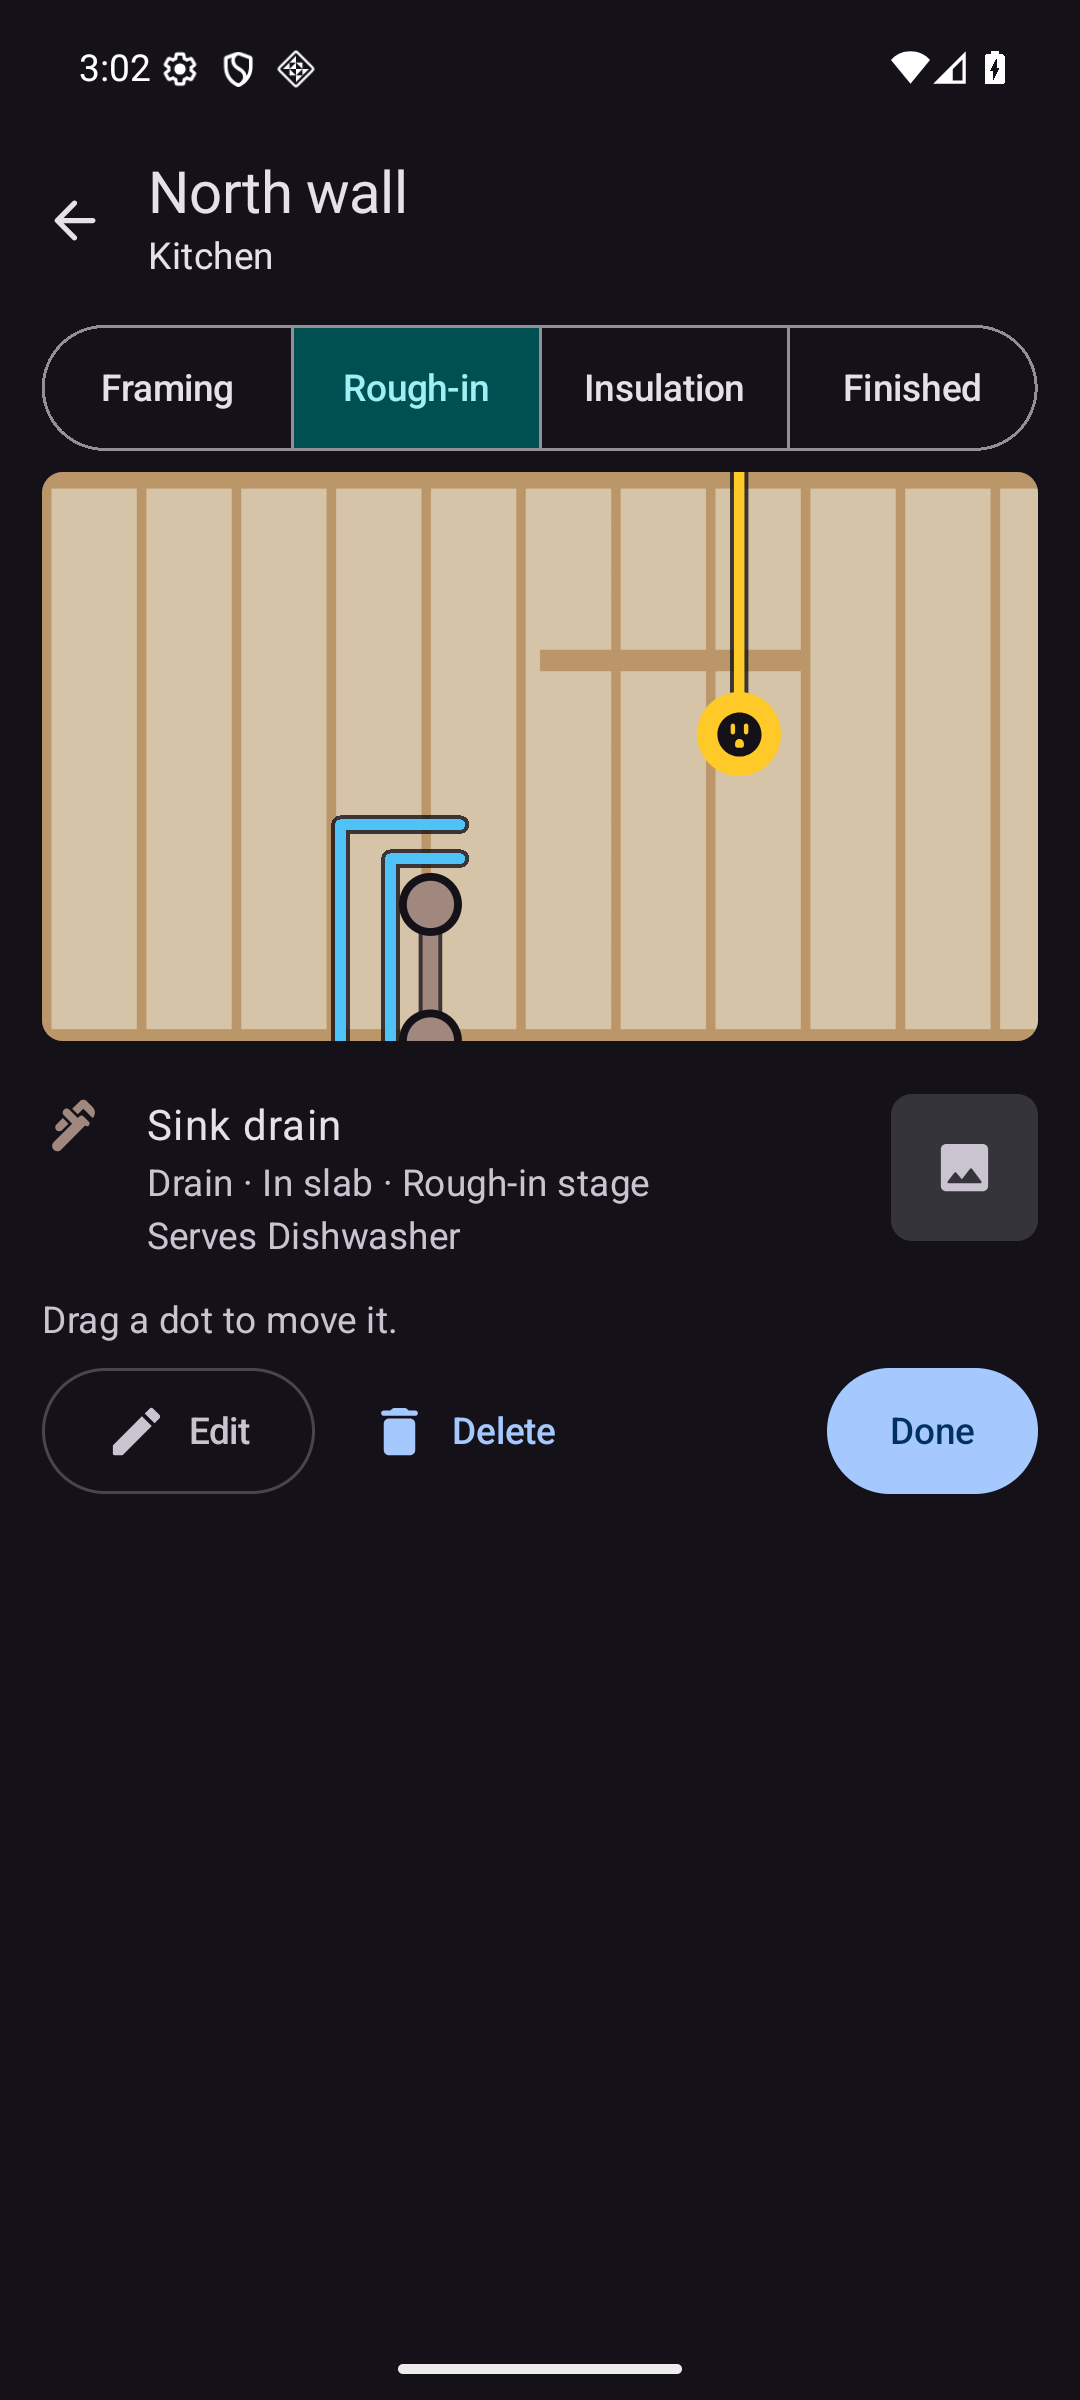 3:02
North wall
Kitchen
Framing
Rough-in
Insulation
Finished
Sink drain
Drain · In slab · Rough-in stage
Serves Dishwasher
Drag a dot to move it.
Edit
Delete
Done